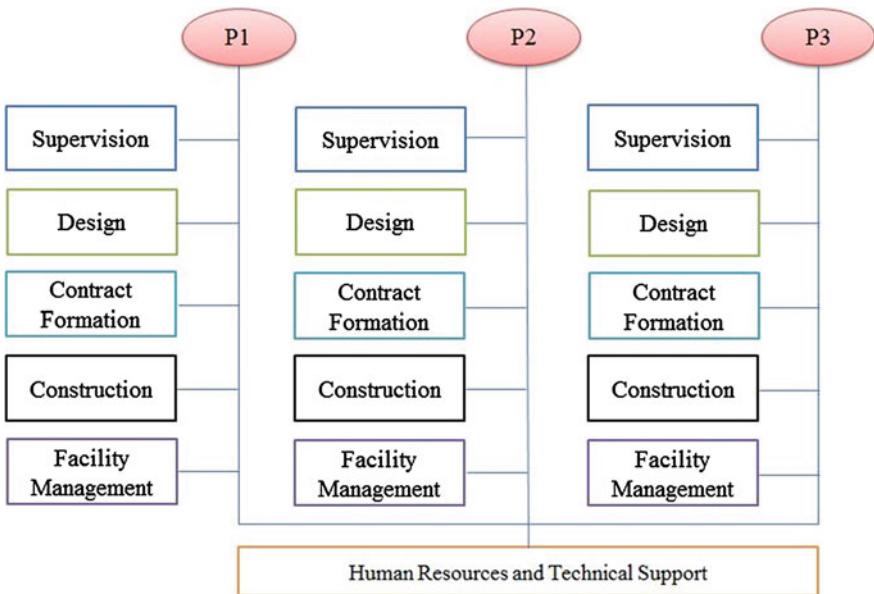 P1
P2
P3
Supervision
Design
Contract
Formation
Construction
Facility
Management
Supervision
Design
Contract
Formation
Construction
Facility
Management
Supervision
Design
Contract
Formation
Construction
Facility
Management
Human Resources and Technical Support